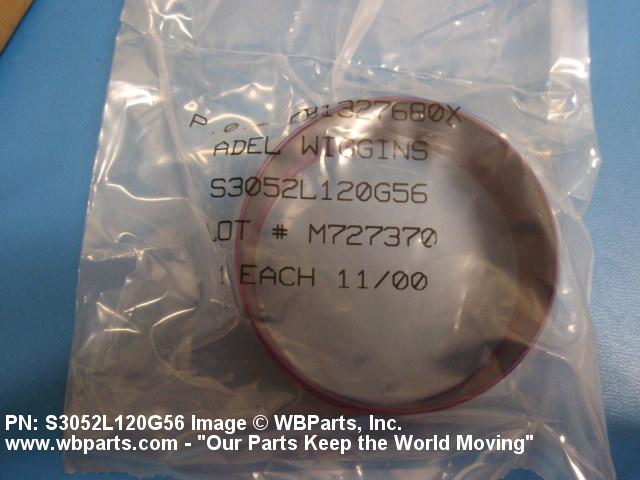 P.O.- 701327680X
ADEL WIGGINS
S3052L120G56
LOT # M727370
1 EACH 11/00
PN: S3052L120G56 Image © WBParts, Inc.
www.wbparts.com - "Our Parts Keep the World Moving"